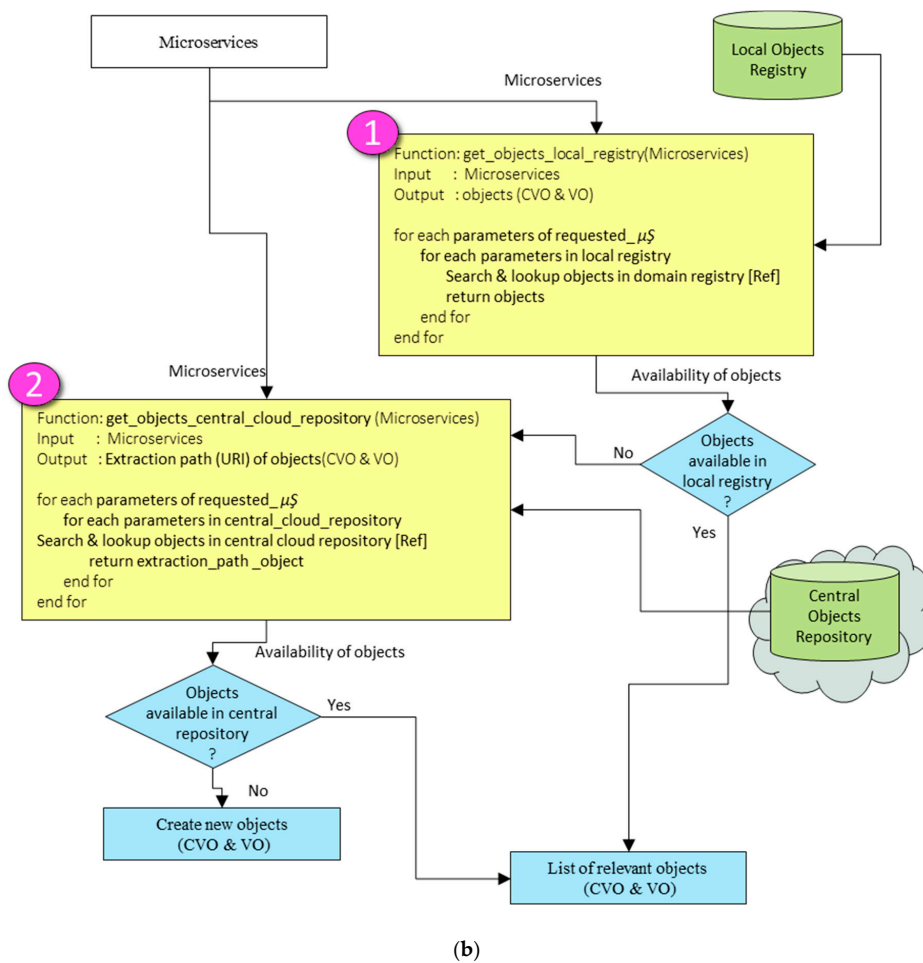 Microservices
Local Objects
Registry
Microservices
1
Function: get_objects_local_registry(Microservices)
Input : Microservices
Output : objects (CVO & VO)
for each parameters of requested_μŞ
for each parameters in local registry
Search & lookup objects in domain registry [Ref]
return objects
end for
end for
Microservices
Availability of objects
2
Function: get_objects_central_cloud_repository (Microservices)
Input : Microservices
Output : Extraction path (URI) of objects(CVO & VO)
for each parameters of requested_μŞ
for each parameters in central_cloud_repository
Search & lookup objects in central cloud repository [Ref]
return extraction_path _object
end for
end for
No
Objects
available in
local registry
?
Yes
Central
Objects
Repository
Availability of objects
Objects
available in central
repository
?
Yes
No
Create new objects
(CVO & VO)
List of relevant objects
(CVO & VO)
(b)